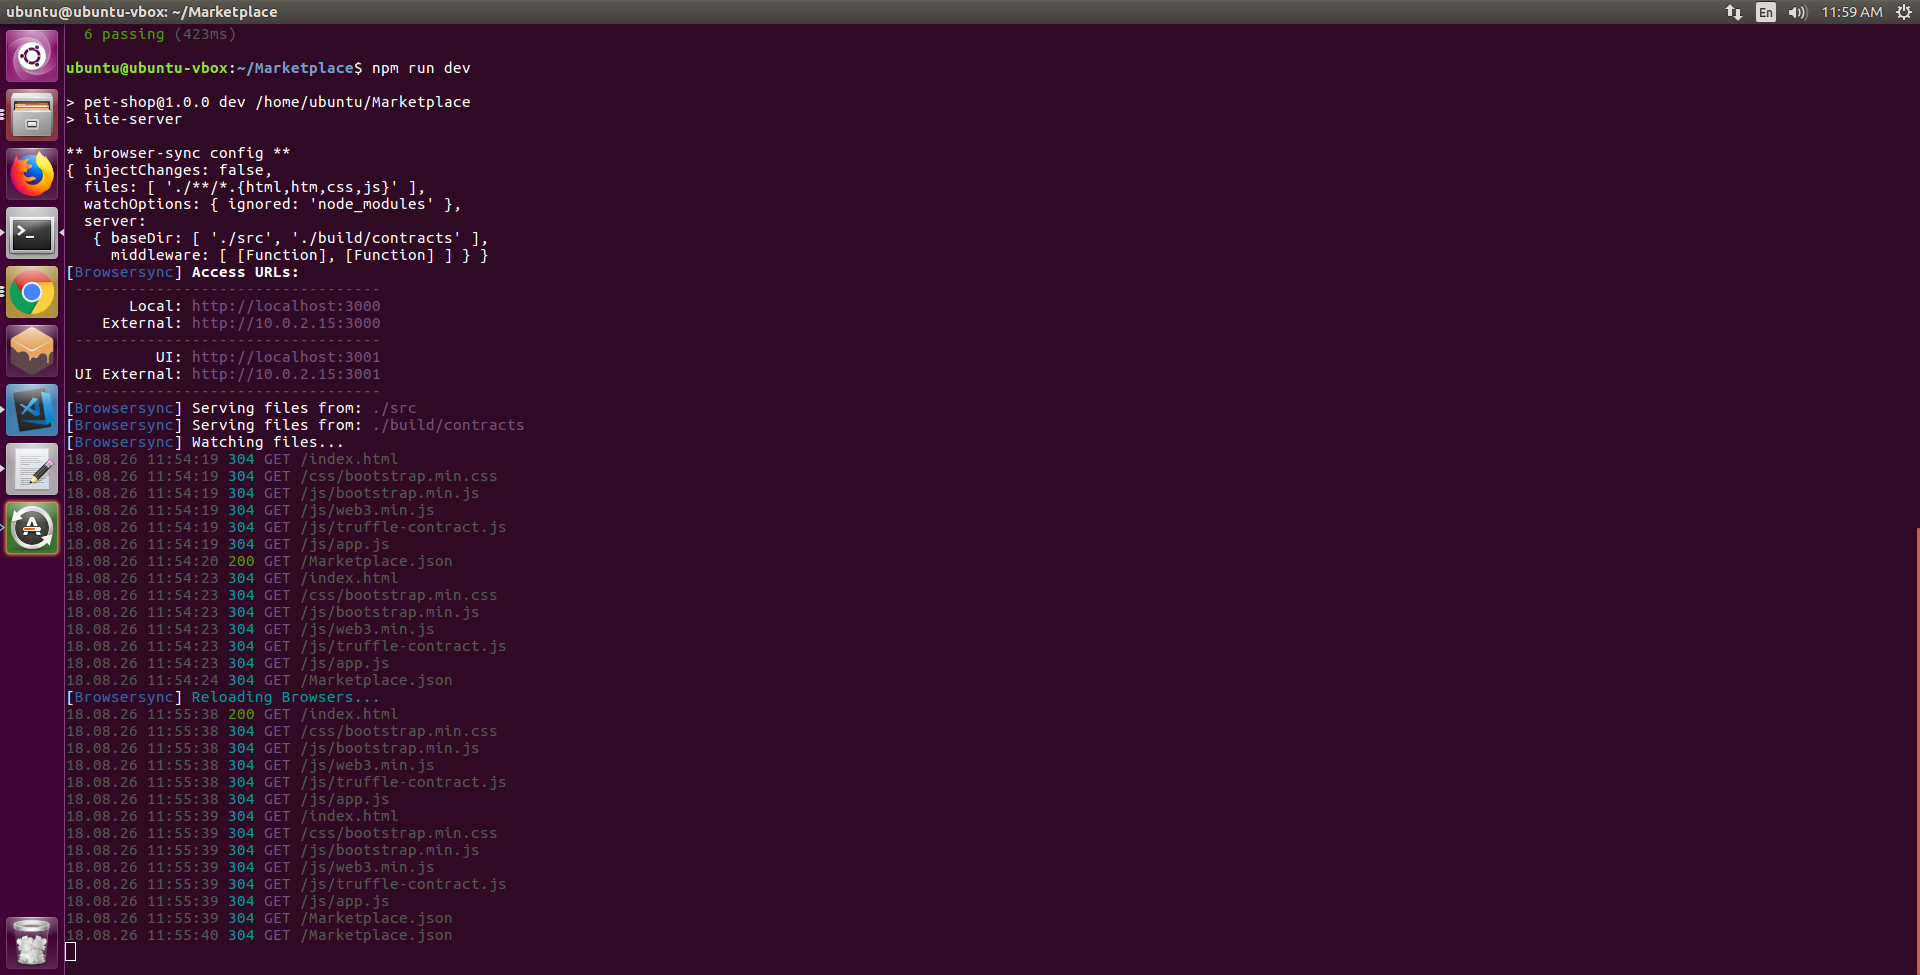 ubuntu@ubuntu-vbox: ~/Marketplace
En
11:59 AM
6 passing (423ms)
ubuntu@ubuntu-vbox:~/Marketplace$ npm run dev
> pet-shop@1.0.0 dev /home/ubuntu/Marketplace
> lite-server
** browser-sync config **
{ injectChanges: false,
  files: [ './**/*.{html,htm,css,js}' ],
  watchOptions: { ignored: 'node_modules' },
  server:
   { baseDir: [ './src', './build/contracts' ],
     middleware: [ [Function], [Function] ] } }
[Browsersync] Access URLs:
 ----------------------------------
       Local: http://localhost:3000
    External: http://10.0.2.15:3000
 ----------------------------------
          UI: http://localhost:3001
 UI External: http://10.0.2.15:3001
 ----------------------------------
[Browsersync] Serving files from: ./src
[Browsersync] Serving files from: ./build/contracts
[Browsersync] Watching files...
18.08.26 11:54:19 304 GET /index.html
18.08.26 11:54:19 304 GET /css/bootstrap.min.css
18.08.26 11:54:19 304 GET /js/bootstrap.min.js
18.08.26 11:54:19 304 GET /js/web3.min.js
18.08.26 11:54:19 304 GET /js/truffle-contract.js
18.08.26 11:54:19 304 GET /js/app.js
18.08.26 11:54:20 200 GET /Marketplace.json
18.08.26 11:54:23 304 GET /index.html
18.08.26 11:54:23 304 GET /css/bootstrap.min.css
18.08.26 11:54:23 304 GET /js/bootstrap.min.js
18.08.26 11:54:23 304 GET /js/web3.min.js
18.08.26 11:54:23 304 GET /js/truffle-contract.js
18.08.26 11:54:23 304 GET /js/app.js
18.08.26 11:54:24 304 GET /Marketplace.json
[Browsersync] Reloading Browsers...
18.08.26 11:55:38 200 GET /index.html
18.08.26 11:55:38 304 GET /css/bootstrap.min.css
18.08.26 11:55:38 304 GET /js/bootstrap.min.js
18.08.26 11:55:38 304 GET /js/web3.min.js
18.08.26 11:55:38 304 GET /js/truffle-contract.js
18.08.26 11:55:38 304 GET /js/app.js
18.08.26 11:55:39 304 GET /index.html
18.08.26 11:55:39 304 GET /css/bootstrap.min.css
18.08.26 11:55:39 304 GET /js/bootstrap.min.js
18.08.26 11:55:39 304 GET /js/web3.min.js
18.08.26 11:55:39 304 GET /js/truffle-contract.js
18.08.26 11:55:39 304 GET /js/app.js
18.08.26 11:55:39 304 GET /Marketplace.json
18.08.26 11:55:40 304 GET /Marketplace.json